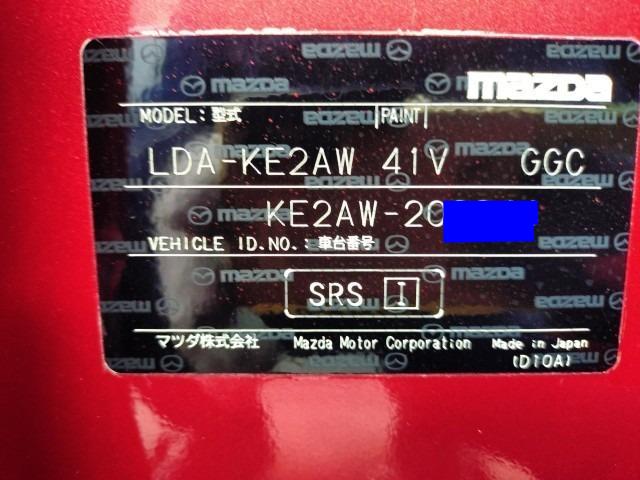 mazda
MODEL : 型式 PAINT
LDA-KE2AW 41V GGC
KE2AW-20
VEHICLE ID.NO. : 車台番号
SRS I
マツダ株式会社 Mazda Motor Corporation Made in Japan
(D10A)